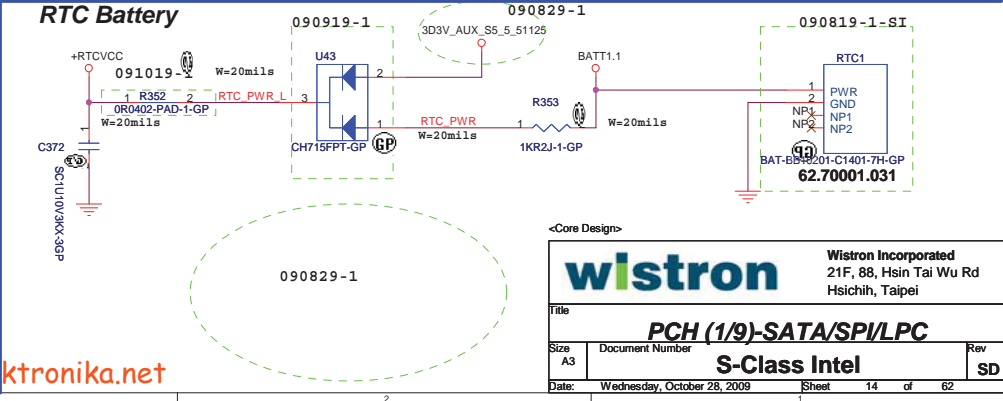 RTC Battery
090919-1
090829-1
090819-1-SI
3D3V_AUX_S5_5_51125
+RTCVCC
U43
BATT1.1
RTC1
091019-1
W=20mils
2
1 R352 2
RTC_PWR_L
3
R353
1 PWR
0R0402-PAD-1-GP
2 GND
W=20mils
RTC_PWR
NP1 NP1
1
1
W=20mils
1
W=20mils
NP2 NP2
C372
CH715FPT-GP
GP
1KR2J-1-GP
SC1U10V3KX-3GP
62.70001.031
<Core Design>
wistron
Wistron Incorporated
21F, 88, Hsin Tai Wu Rd
Hsichih, Taipei
090829-1
Title
PCH (1/9)-SATA/SPI/LPC
Size
A3
Document Number
S-Class Intel
Rev
SD
Date: Wednesday, October 28, 2009 Sheet 14 of 62
ktronika.net
2
1